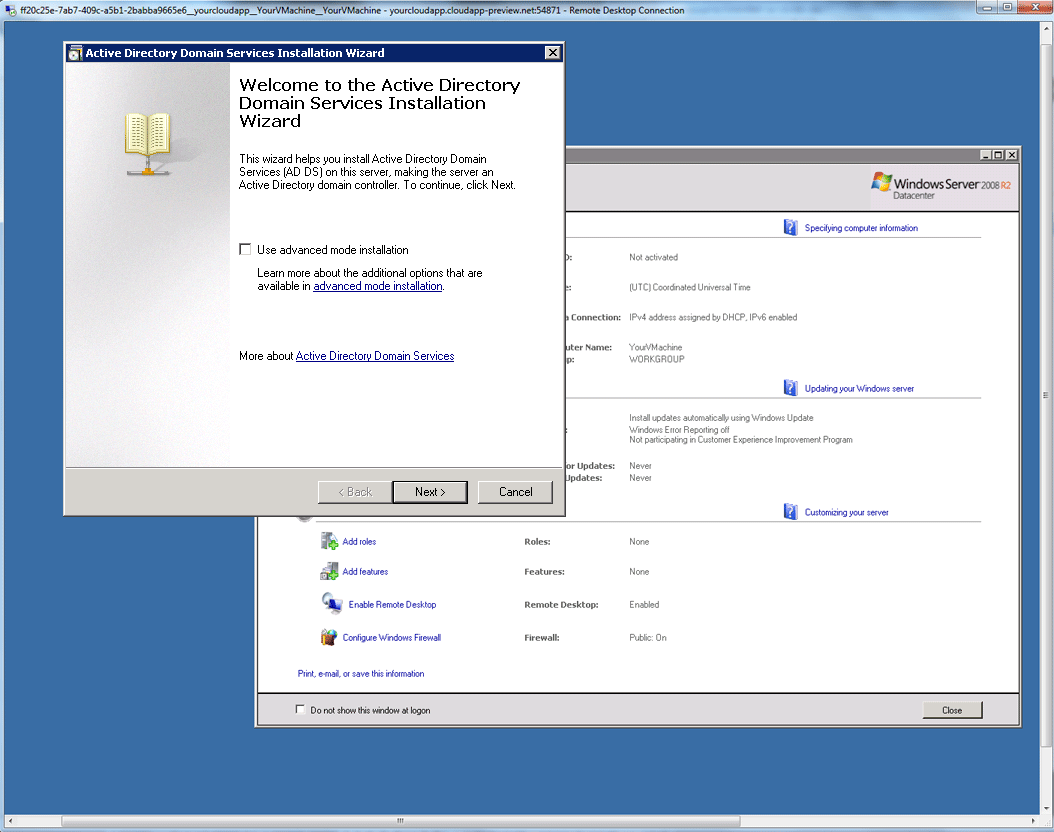 ff20c25e-7ab7-409c-a5b1-2babba9665e6__yourcloudapp__YourVMachine__YourVMachine - yourcloudapp.cloudapp-preview.net:54871 - Remote Desktop Connection
Active Directory Domain Services Installation Wizard
Welcome to the Active Directory
Domain Services Installation
Wizard
This wizard helps you install Active Directory Domain
Services (AD DS) on this server, making the server an
Active Directory domain controller. To continue, click Next.
Use advanced mode installation
Learn more about the additional options that are
available in advanced mode installation.
More about Active Directory Domain Services
< Back
Next >
Cancel
Windows Server 2008 R2
Datacenter
Specifying computer information
D: Not activated
e: (UTC) Coordinated Universal Time
a Connection: IPv4 address assigned by DHCP, IPv6 enabled
uter Name: YourVMachine
p: WORKGROUP
Updating your Windows server
Install updates automatically using Windows Update
: Windows Error Reporting off
Not participating in Customer Experience Improvement Program
or Updates: Never
Updates: Never
Customizing your server
Add roles Roles: None
Add features Features: None
Enable Remote Desktop Remote Desktop: Enabled
Configure Windows Firewall Firewall: Public: On
Print, e-mail, or save this information
Do not show this window at logon
Close